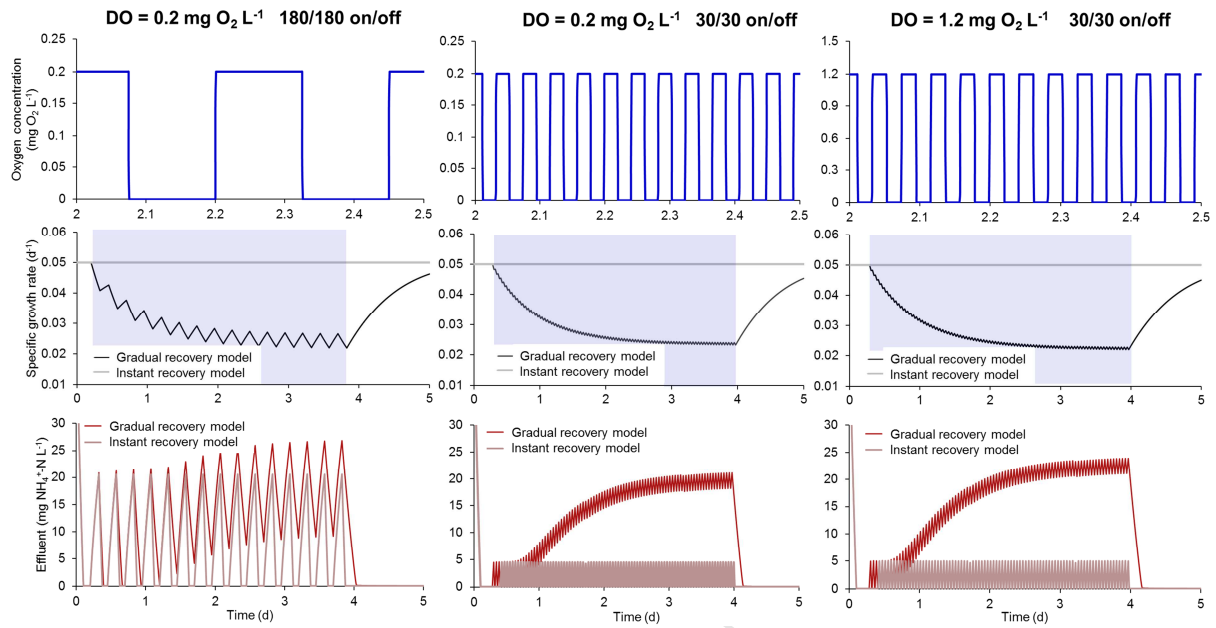 DO = 0.2 mg O₂ L⁻¹ 180/180 on/off
DO = 0.2 mg O₂ L⁻¹ 30/30 on/off
DO = 1.2 mg O₂ L⁻¹ 30/30 on/off
Oxygen concentration
(mg O₂ L⁻¹)
0.25
0.2
0.15
0.1
0.05
0
2 2.1 2.2 2.3 2.4 2.5
0.25
0.2
0.15
0.1
0.05
0
2 2.1 2.2 2.3 2.4 2.5
1.5
1.2
0.9
0.6
0.3
0
2 2.1 2.2 2.3 2.4 2.5
Specific growth rate (d⁻¹)
0.06
0.05
0.04
0.03
0.02
0.01
Gradual recovery model
Instant recovery model
0 1 2 3 4 5
0.06
0.05
0.04
0.03
0.02
0.01
Gradual recovery model
Instant recovery model
0 1 2 3 4 5
0.06
0.05
0.04
0.03
0.02
0.01
Gradual recovery model
Instant recovery model
0 1 2 3 4 5
Effluent (mg NH₄⁺-N L⁻¹)
30
25
20
15
10
5
0
Gradual recovery model
Instant recovery model
0 1 2 3 4 5
Time (d)
30
25
20
15
10
5
0
Gradual recovery model
Instant recovery model
0 1 2 3 4 5
Time (d)
30
25
20
15
10
5
0
Gradual recovery model
Instant recovery model
0 1 2 3 4 5
Time (d)